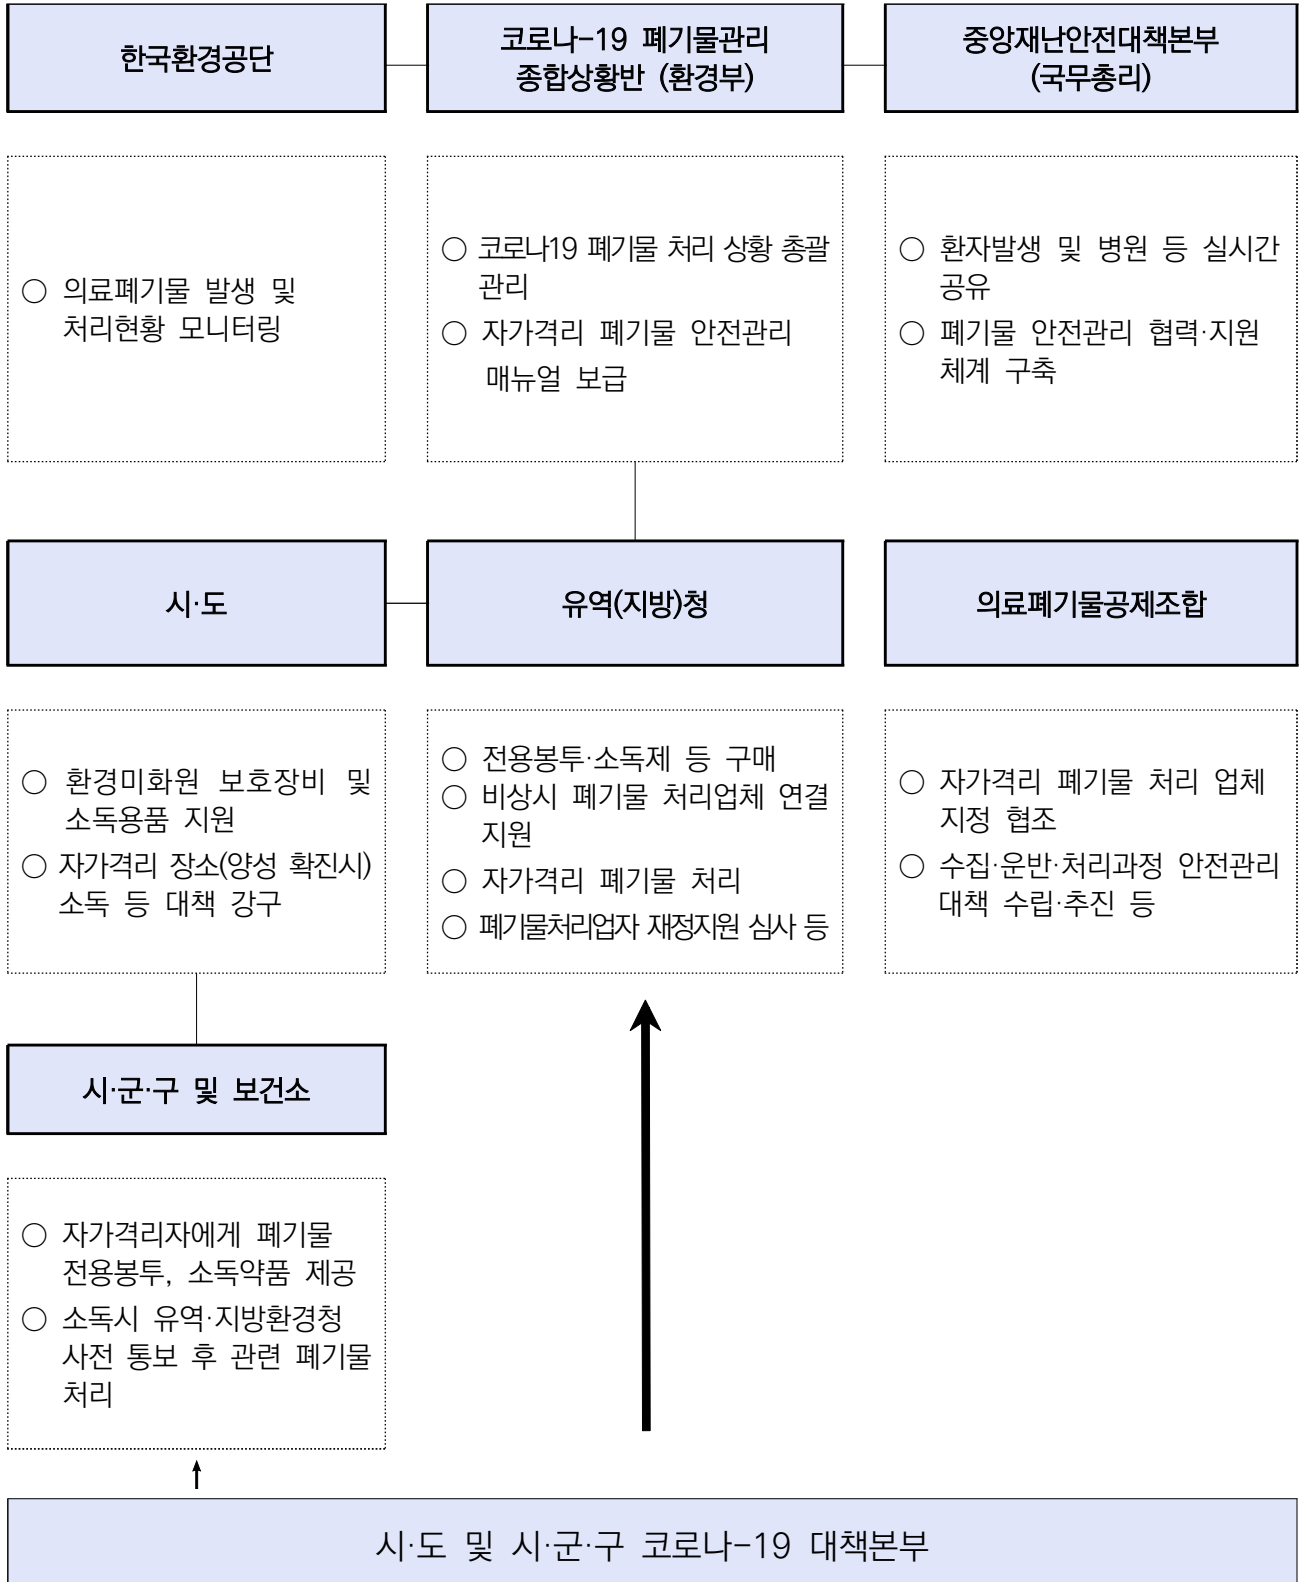 한국환경공단
코로나-19 폐기물관리
종합상황반 (환경부)
중앙재난안전대책본부
(국무총리)
○ 의료폐기물 발생 및
처리현황 모니터링
○ 코로나19 폐기물 처리 상황 총괄
관리
○ 자가격리 폐기물 안전관리
매뉴얼 보급
○ 환자발생 및 병원 등 실시간
공유
○ 폐기물 안전관리 협력·지원
체계 구축
시·도
유역(지방)청
의료폐기물공제조합
○ 환경미화원 보호장비 및
소독용품 지원
○ 자가격리 장소(양성 확진시)
소독 등 대책 강구
○ 전용봉투·소독제 등 구매
○ 비상시 폐기물 처리업체 연결
지원
○ 자가격리 폐기물 처리
○ 폐기물처리업자 재정지원 심사 등
○ 자가격리 폐기물 처리 업체
지정 협조
○ 수집·운반·처리과정 안전관리
대책 수립·추진 등
시·군·구 및 보건소
○ 자가격리자에게 폐기물
전용봉투, 소독약품 제공
○ 소독시 유역·지방환경청
사전 통보 후 관련 폐기물
처리
시·도 및 시·군·구 코로나-19 대책본부